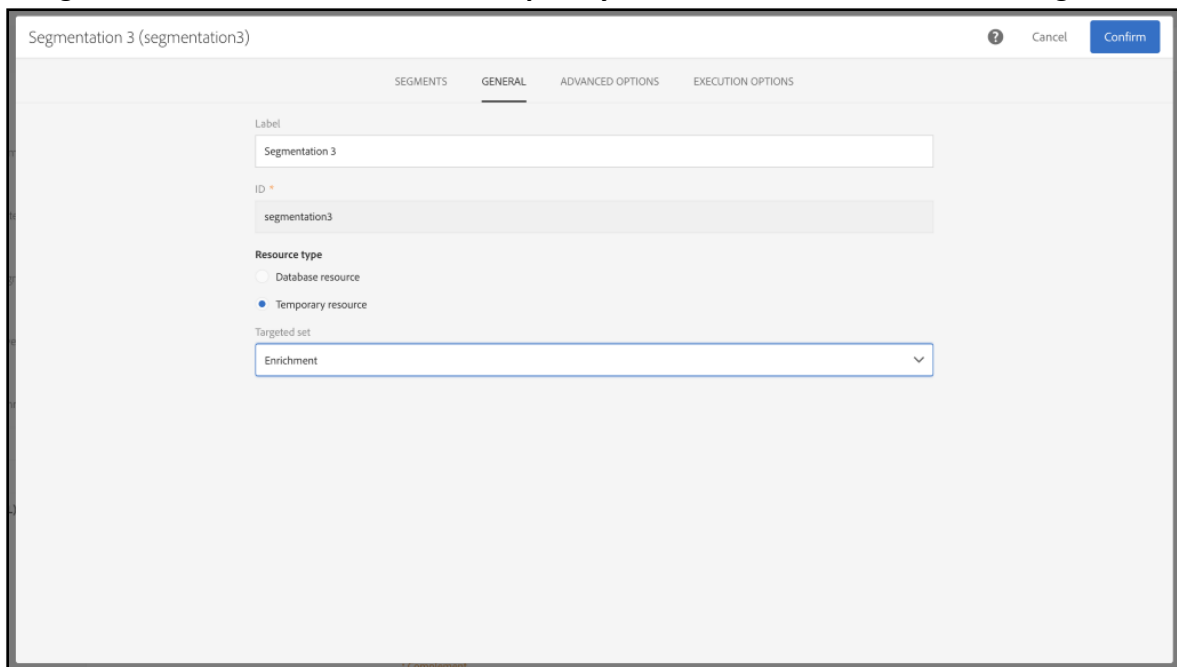 Segmentation 3 (segmentation3)
Cancel
Confirm
SEGMENTS GENERAL ADVANCED OPTIONS EXECUTION OPTIONS
Label
Segmentation 3
ID *
segmentation3
Resource type
Database resource
Temporary resource
Targeted set
Enrichment